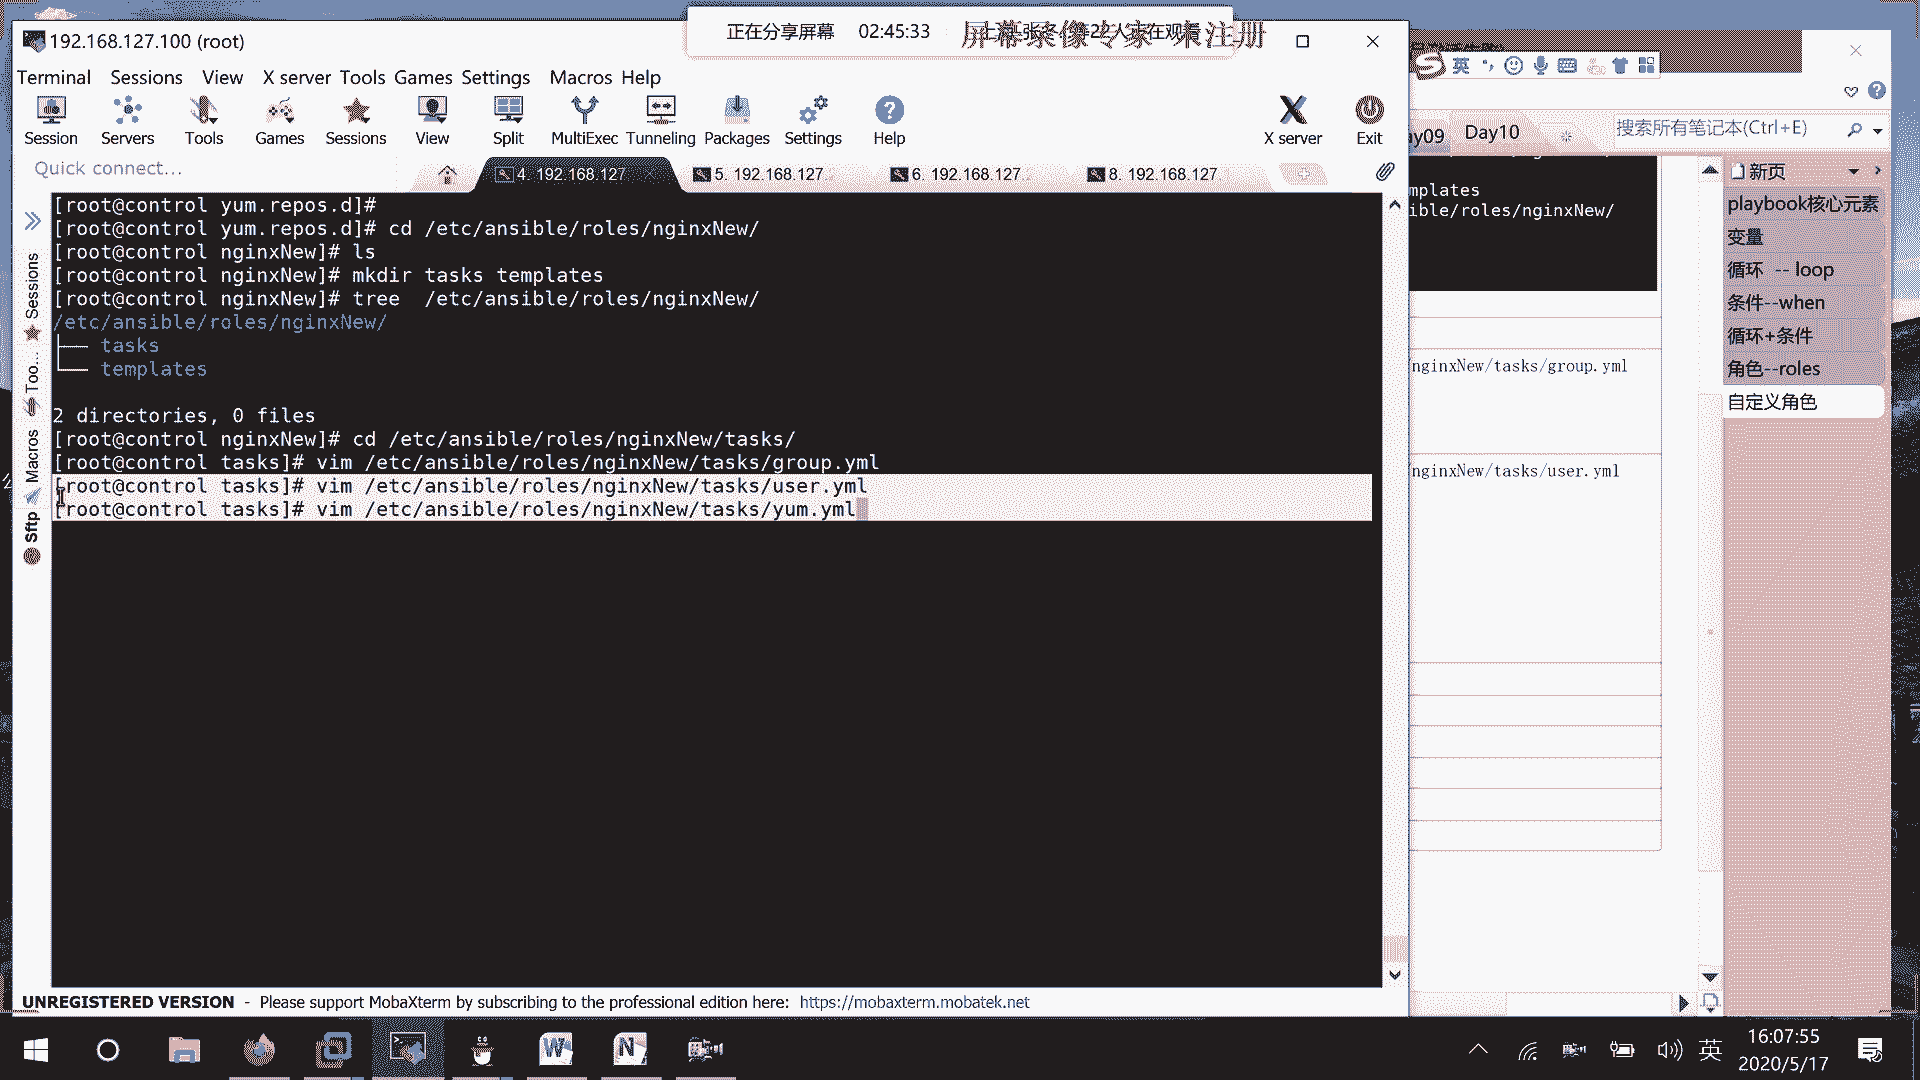 192.168.127.100 (root)
正在分享屏幕 02:45:33
屏幕录像专家 未注册
Terminal Sessions View X server Tools Games Settings Macros Help
Session Servers Tools Games Sessions View Split MultiExec Tunneling Packages Settings Help X server Exit
Quick connect...
4. 192.168.127
5. 192.168.127
6. 192.168.127
8. 192.168.127
Sessions
Too...
Macros
Sftp
[root@control yum.repos.d]#
[root@control yum.repos.d]# cd /etc/ansible/roles/nginxNew/
[root@control nginxNew]# ls
[root@control nginxNew]# mkdir tasks templates
[root@control nginxNew]# tree  /etc/ansible/roles/nginxNew/
/etc/ansible/roles/nginxNew/
├── tasks
└── templates
2 directories, 0 files
[root@control nginxNew]# cd /etc/ansible/roles/nginxNew/tasks/
[root@control tasks]# vim /etc/ansible/roles/nginxNew/tasks/group.yml
[root@control tasks]# vim /etc/ansible/roles/nginxNew/tasks/user.yml
[root@control tasks]# vim /etc/ansible/roles/nginxNew/tasks/yum.yml
UNREGISTERED VERSION - Please support MobaXterm by subscribing to the professional edition here: https://mobaxterm.mobatek.net
英
ay09 Day10
搜索所有笔记本(Ctrl+E)
mplates
ible/roles/nginxNew/
nginxNew/tasks/group.yml
nginxNew/tasks/user.yml
新页
playbook核心元素
变量
循环 -- loop
条件--when
循环+条件
角色--roles
自定义角色
英
16:07:55
2020/5/17